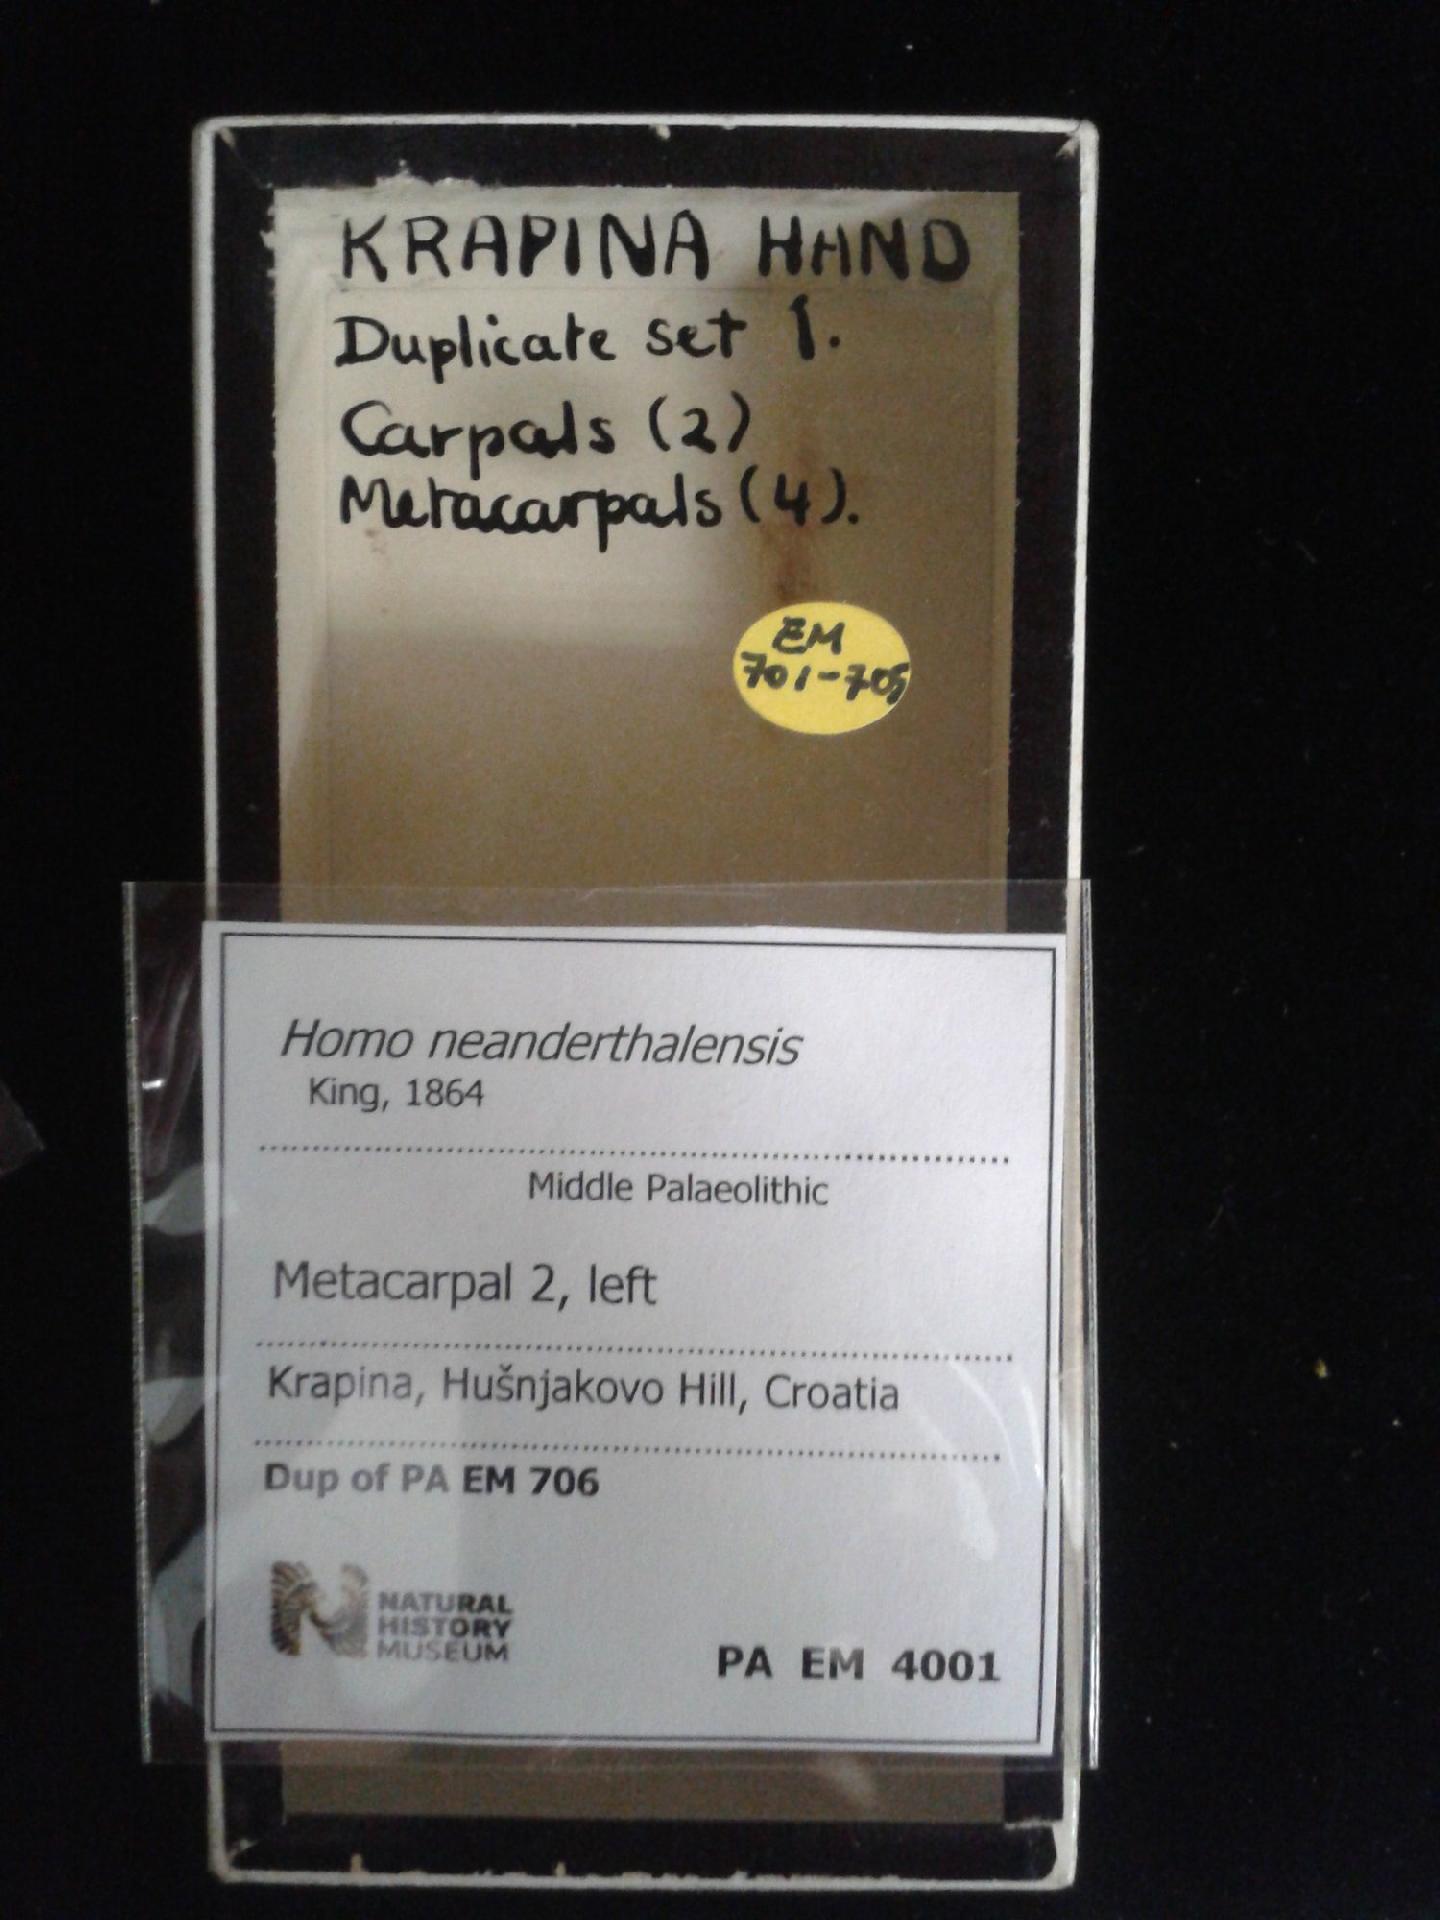 KRAPINA HAND
Duplicate set 1.
Carpals (2)
Metacarpals (4).
EM
701-705
Homo neanderthalensis
King, 1864
Middle Palaeolithic
Metacarpal 2, left
Krapina, Hušnjakovo Hill, Croatia
Dup of PA EM 706
NATURAL
HISTORY
MUSEUM
PA EM 4001